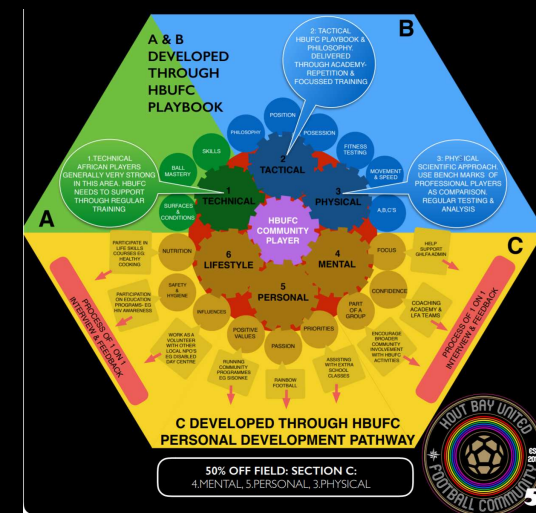 A & B
DEVELOPED
THROUGH
HBUFC
PLAYBOOK
B
2: TACTICAL
HBUFC PLAYBOOK &
PHILOSOPHY.
DELIVERED
THROUGH ACADEMY-
REPETITION &
FOCUSSED TRAINING
POSITION
PHILOSOPHY
POSESSION
SKILLS
FITNESS
TESTING
BALL
MASTERY
MOVEMENT
& SPEED
SURFACES
&
CONDITIONS
A,B,C'S
1.TECHNICAL
AFRICAN PLAYERS
GENERALLY VERY STRONG
IN THIS AREA. HBUFC
NEEDS TO SUPPORT
THROUGH REGULAR
TRAINING
3: PHY ICAL
SCIENTIFIC APPROACH.
USE BENCH MARKS OF
PROFESSIONAL PLAYERS
AS COMPARISON.
REGULAR TESTING &
ANALYSIS
2
TACTICAL
1
TECHNICAL
3
PHYSICAL
HBUFC
COMMUNITY
PLAYER
6
LIFESTYLE
4
MENTAL
5
PERSONAL
A
C
PARTICIPATE IN
LIFE SKILLS
COURSES EG:
HEALTHY
COOKING
NUTRITION
FOCUS
HELP
SUPPORT
GHLFA ADMIN
PARTICIPATION
ON EDUCATION
PROGRAMS- EG
HIV AWARENESS
SAFETY
&
HYGIENE
CONFIDENCE
COACHING
ACADEMY &
LFA TEAMS
PROCESS OF 1 ON 1
INTERVIEW & FEEDBACK
PROCESS OF 1 ON 1
INTERVIEW & FEEDBACK
WORK AS A
VOLUNTEER
WITH OTHER
LOCAL NPO'S
EG DISABLED
DAY CENTRE
INFLUENCES
POSITIVE
VALUES
PASSION
PRIORITIES
PART
OF A
GROUP
ENCOURAGE
BROADER
COMMUNITY
INVOLVEMENT
WITH HBUFC
ACTIVITIES
RUNNING
COMMUNITY
PROGRAMMES
EG SISONKE
RAINBOW
FOOTBALL
ASSISTING
WITH EXTRA
SCHOOL
CLASSES
C DEVELOPED THROUGH HBUFC
PERSONAL DEVELOPMENT PATHWAY
50% OFF FIELD: SECTION C:
4.MENTAL, 5.PERSONAL, 3.PHYSICAL
HOUT BAY UNITED
FOOTBALL COMMUNITY